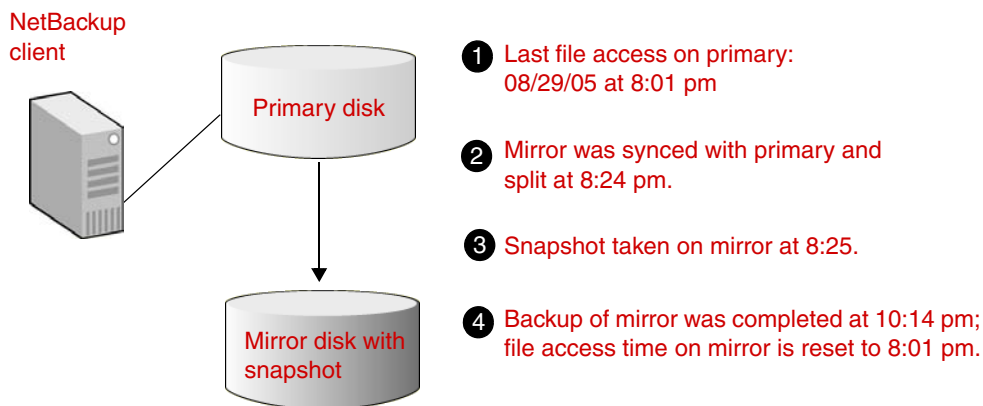 NetBackup
client
Primary disk
Mirror disk with
snapshot
1 Last file access on primary:
08/29/05 at 8:01 pm
2 Mirror was synced with primary and
split at 8:24 pm.
3 Snapshot taken on mirror at 8:25.
4 Backup of mirror was completed at 10:14 pm;
file access time on mirror is reset to 8:01 pm.